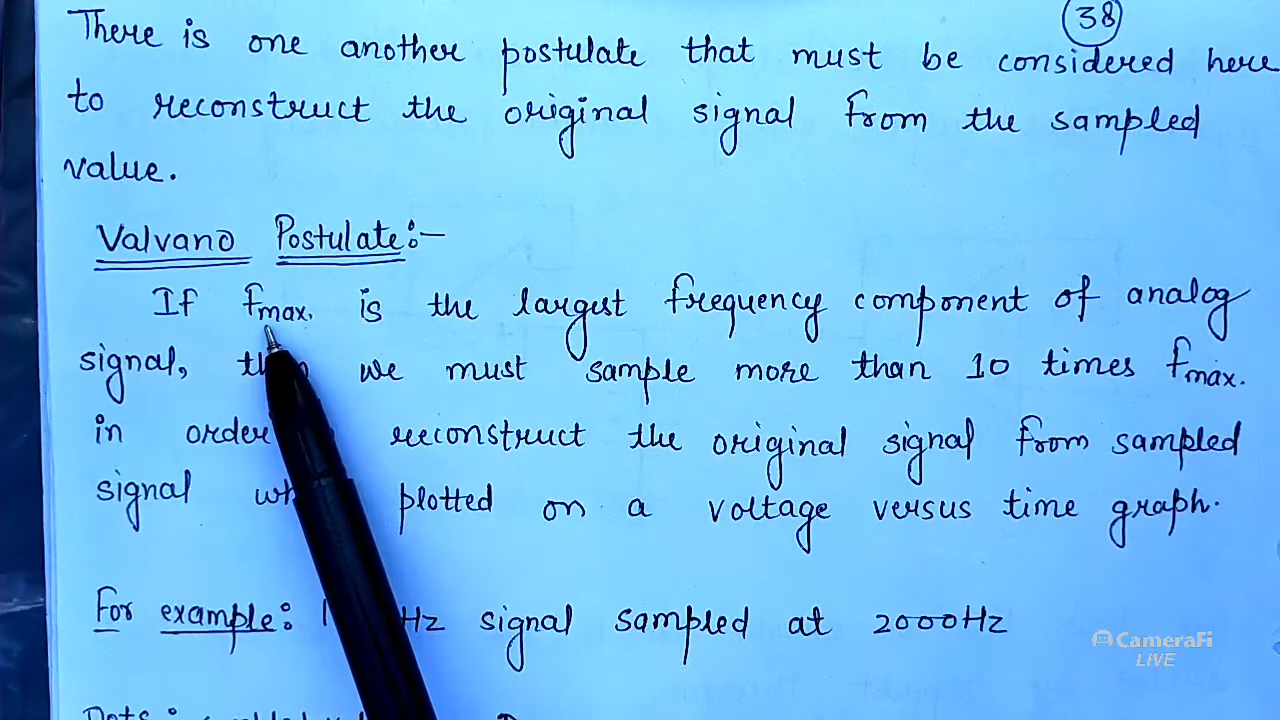 38
There is one another postulate that must be considered here
to reconstruct the original signal from the sampled
value.
Valvano Postulate:-
If fmax. is the largest frequency component of analog
signal, we must sample more than 10 times fmax.
in order reconstruct the original signal from sampled
signal plotted on a voltage versus time graph.
For example: Hz signal sampled at 2000Hz
CameraFi
LIVE